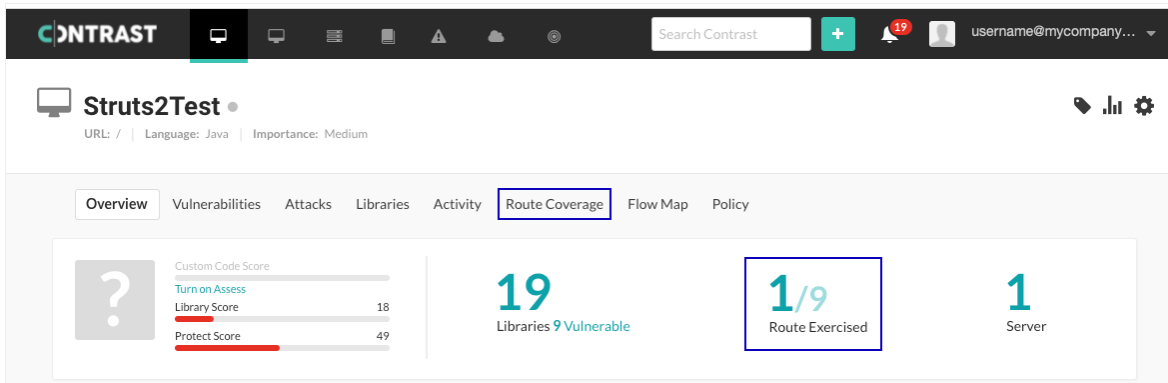 CONTRAST
Search Contrast
+
19
username@mycompany...
Struts2Test
URL: / | Language: Java | Importance: Medium
Overview Vulnerabilities Attacks Libraries Activity Route Coverage Flow Map Policy
?
Custom Code Score
Turn on Assess
Library Score 18
Protect Score 49
19
Libraries 9 Vulnerable
1/9
Route Exercised
1
Server